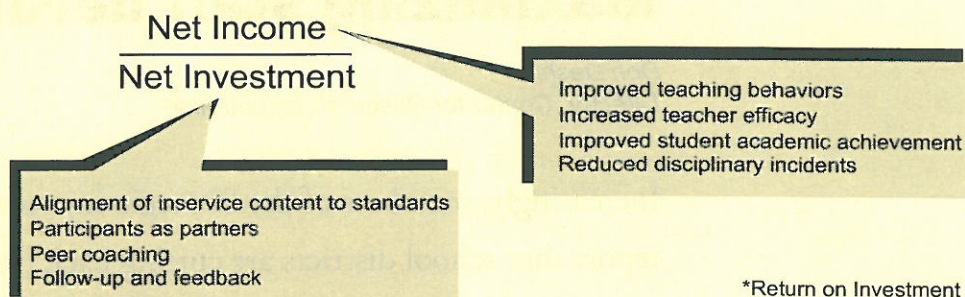 Net Income
Net Investment
Improved teaching behaviors
Increased teacher efficacy
Improved student academic achievement
Reduced disciplinary incidents
Alignment of inservice content to standards
Participants as partners
Peer coaching
Follow-up and feedback
*Return on Investment